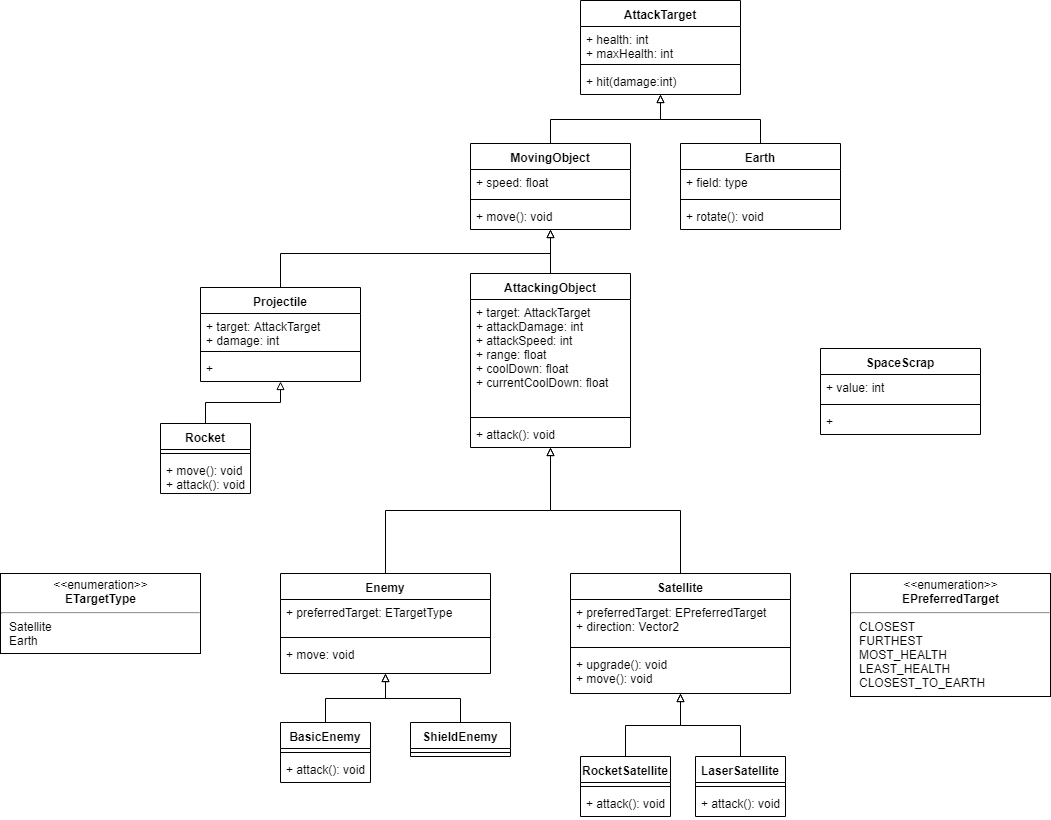 AttackTarget
+ health: int
+ maxHealth: int
+ hit(damage:int)
MovingObject
+ speed: float
+ move(): void
Earth
+ field: type
+ rotate(): void
Projectile
+ target: AttackTarget
+ damage: int
+
AttackingObject
+ target: AttackTarget
+ attackDamage: int
+ attackSpeed: int
+ range: float
+ coolDown: float
+ currentCoolDown: float
+ attack(): void
SpaceScrap
+ value: int
+
Rocket
+ move(): void
+ attack(): void
<<enumeration>>
ETargetType
Satellite
Earth
Enemy
+ preferredTarget: ETargetType
+ move: void
Satellite
+ preferredTarget: EPreferredTarget
+ direction: Vector2
+ upgrade(): void
+ move(): void
<<enumeration>>
EPreferredTarget
CLOSEST
FURTHEST
MOST_HEALTH
LEAST_HEALTH
CLOSEST_TO_EARTH
BasicEnemy
+ attack(): void
ShieldEnemy
RocketSatellite
+ attack(): void
LaserSatellite
+ attack(): void